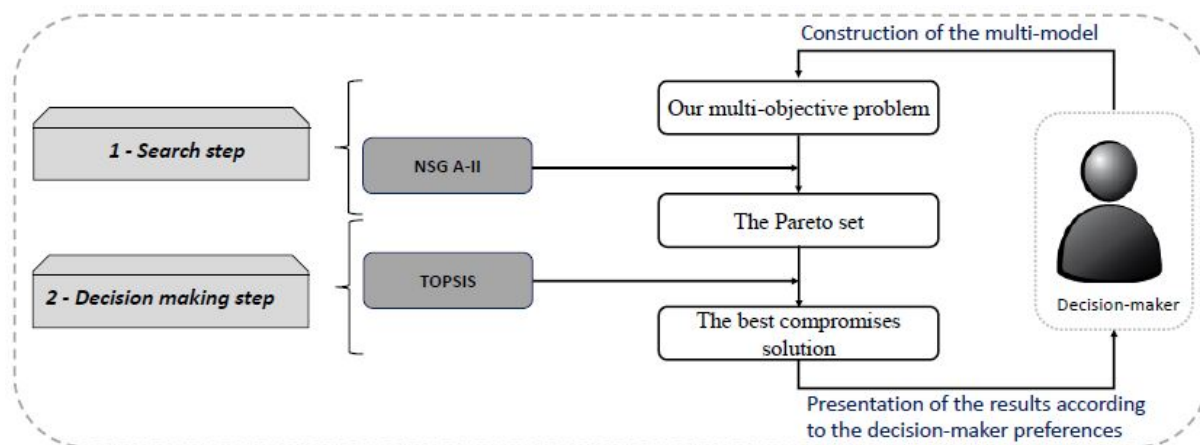 Construction of the multi-model
Our multi-objective problem
1 - Search step
NSG A-II
The Pareto set
TOPSIS
2 - Decision making step
Decision-maker
The best compromises
solution
Presentation of the results according
to the decision-maker preferences